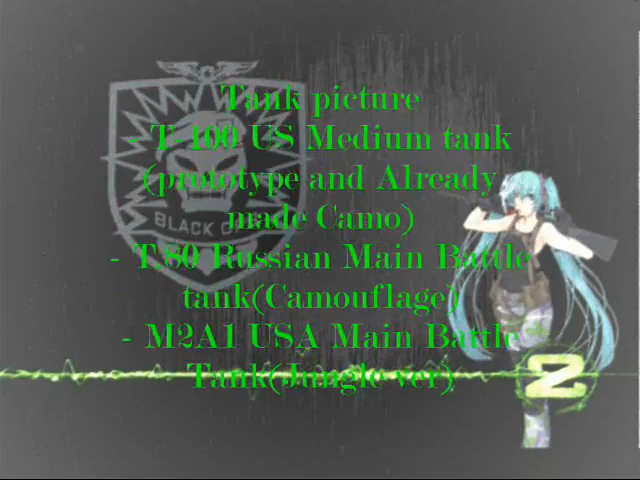 Tank picture
- T-100 US Medium tank
(prototype and Already
made Camo)
- T.80 Russian Main Battle
tank(Camouflage)
- M2A1 USA Main Battle
Tank(Jungle ver)
BLACK O
Z